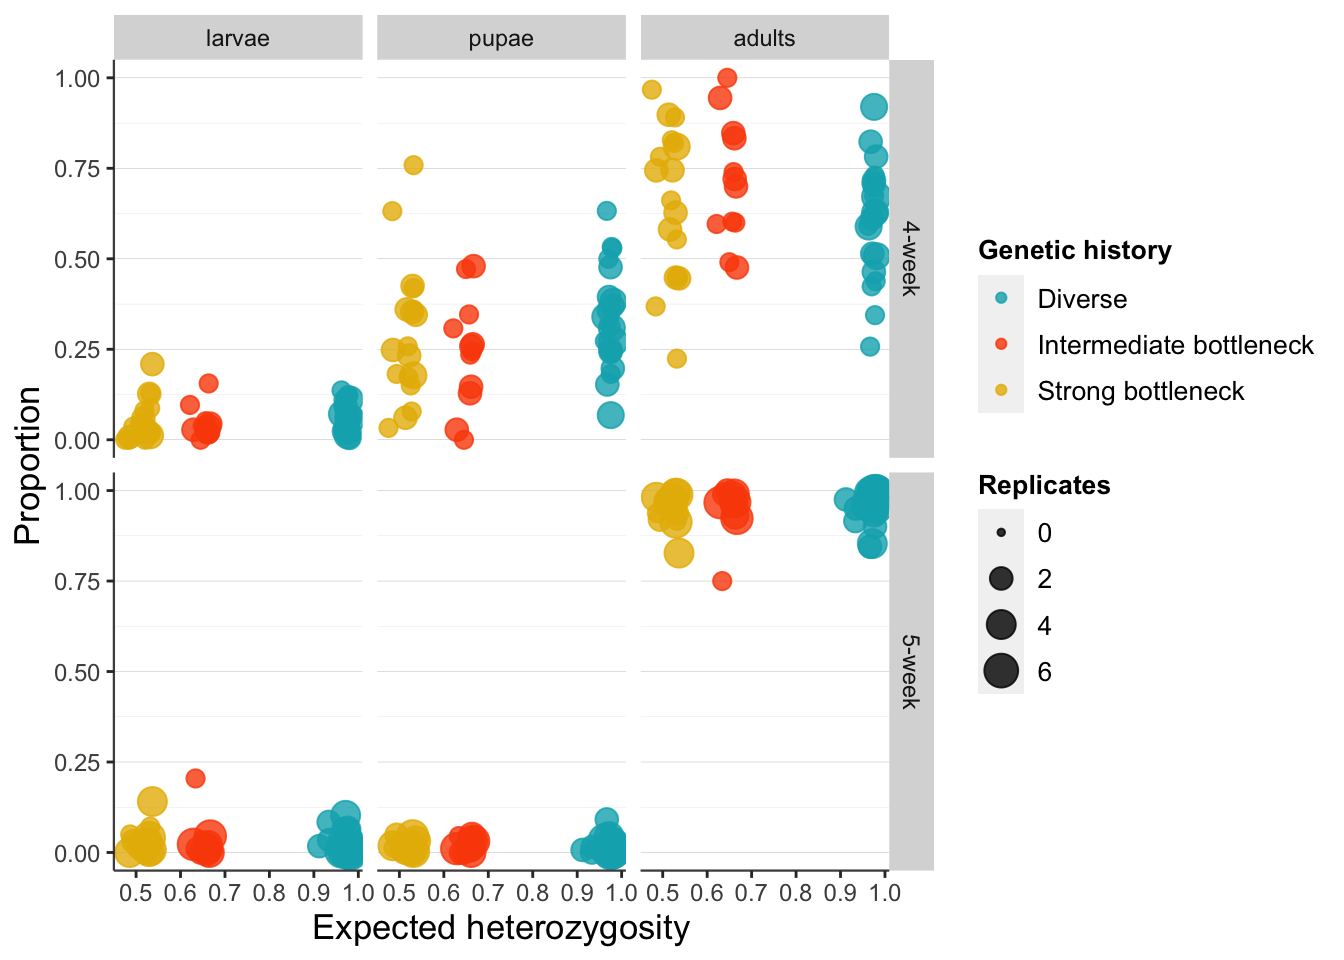 larvae pupae adults
1.00
0.75
0.50
0.25
0.00
4-week
1.00
0.75
0.50
0.25
0.00
5-week
0.5 0.6 0.7 0.8 0.9 1.0 0.5 0.6 0.7 0.8 0.9 1.0 0.5 0.6 0.7 0.8 0.9 1.0
Expected heterozygosity
Proportion
Genetic history
Diverse
Intermediate bottleneck
Strong bottleneck
Replicates
0
2
4
6